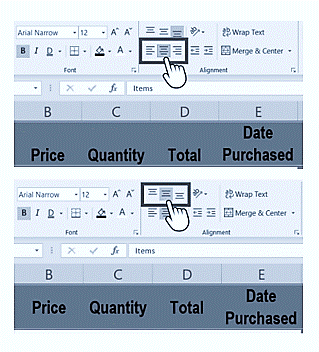 Arial Narrow 12 A A Wrap Text
B I D A Merge & Center
Font Alignment
fx Items
B C D E
Date
Price Quantity Total Purchased
Arial Narrow 12 A A Wrap Text
B I D A Merge & Center
Font Alignment
fx Items
B C D E
Date
Price Quantity Total Purchased